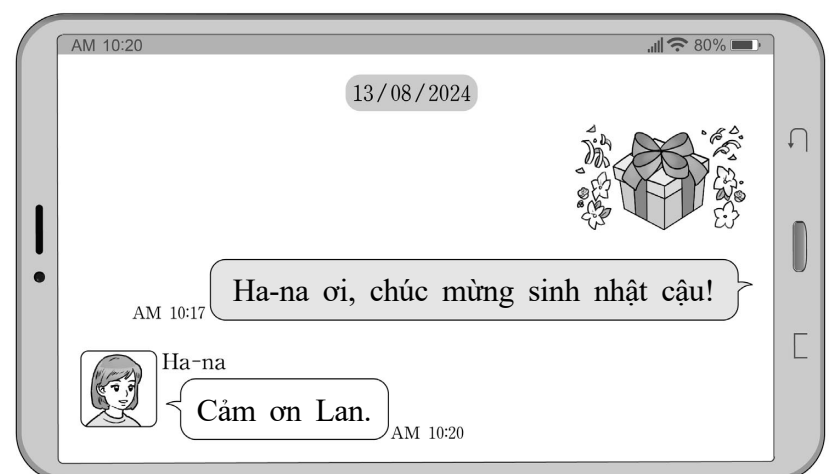 AM 10:20 80%
13/08/2024
Ha-na ơi, chúc mừng sinh nhật cậu!
AM 10:17
Ha-na
Cảm ơn Lan.
AM 10:20